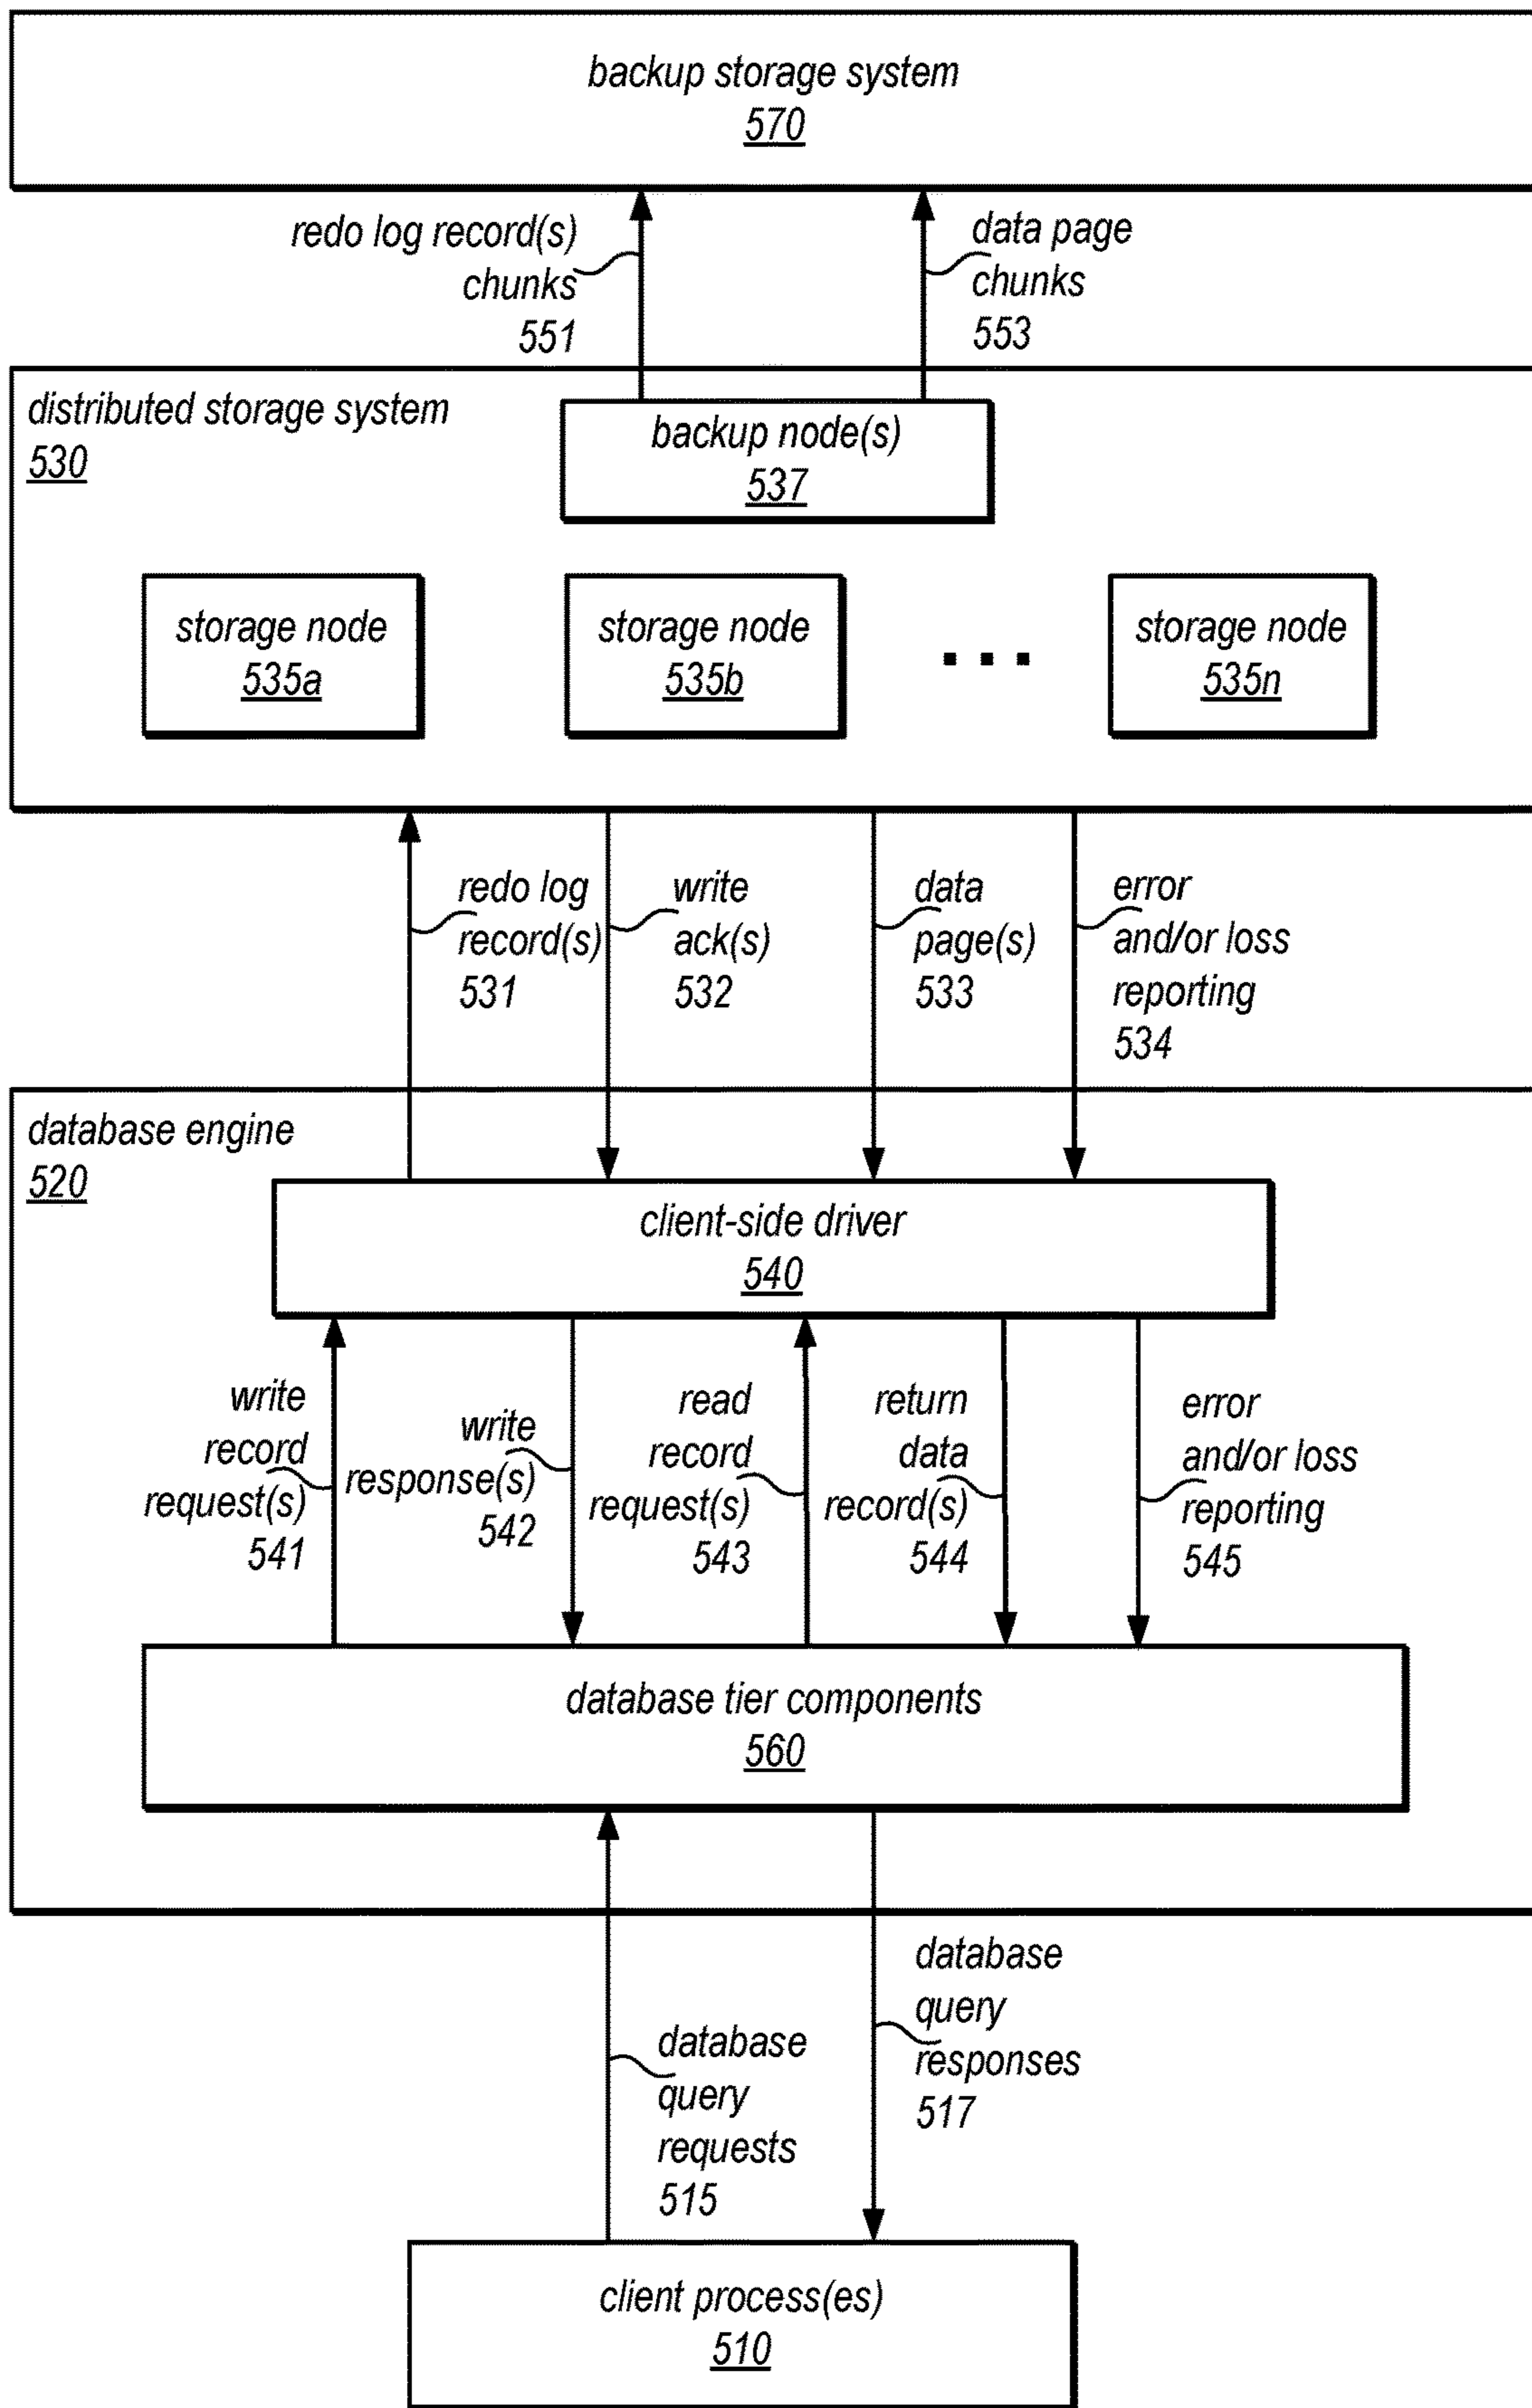 backup storage system
570
redo log record(s)
chunks
551
data page
chunks
553
distributed storage system
530
backup node(s)
537
storage node
535a
storage node
535b
storage node
535n
redo log
record(s)
531
write
ack(s)
532
data
page(s)
533
error
and/or loss
reporting
534
database engine
520
client-side driver
540
write
record
request(s)
541
write
response(s)
542
read
record
request(s)
543
return
data
record(s)
544
error
and/or loss
reporting
545
database tier components
560
database
query
requests
515
database
query
responses
517
client process(es)
510